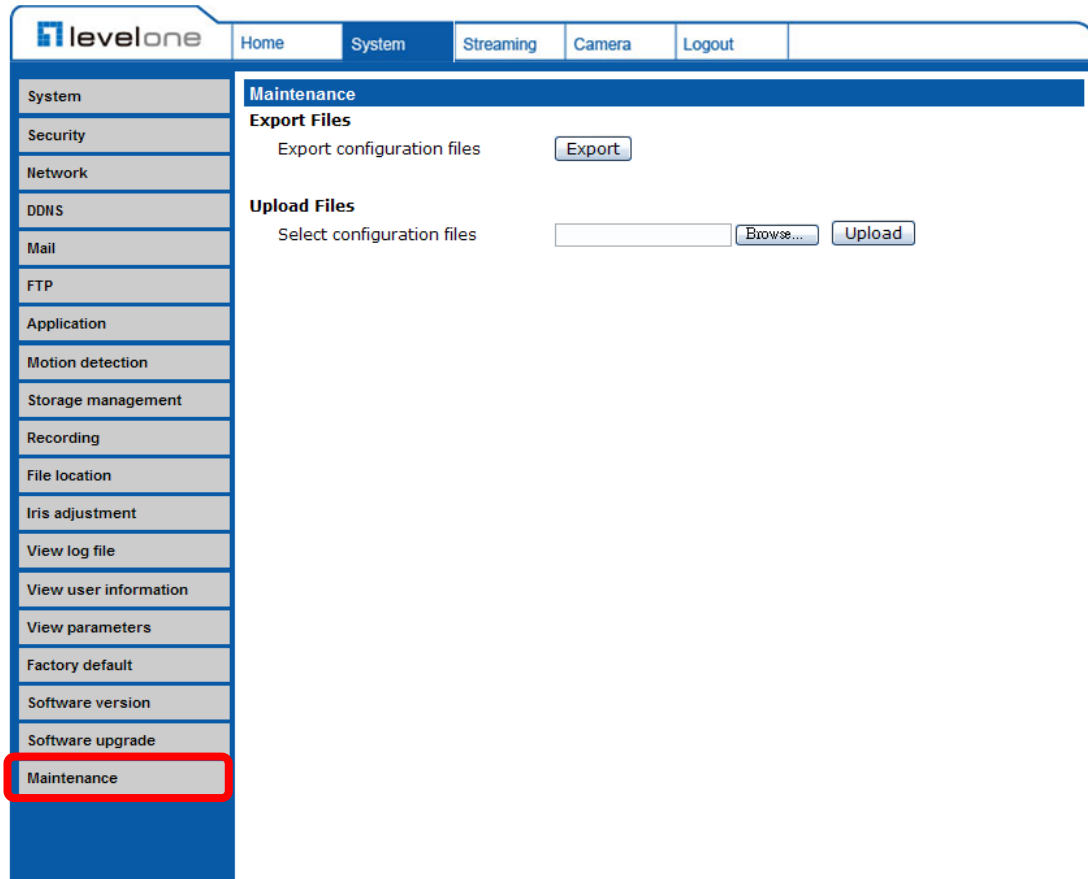 levelone
Home System Streaming Camera Logout
System
Security
Network
DDNS
Mail
FTP
Application
Motion detection
Storage management
Recording
File location
Iris adjustment
View log file
View user information
View parameters
Factory default
Software version
Software upgrade
Maintenance
Maintenance
Export Files
Export configuration files Export
Upload Files
Select configuration files Browse... Upload